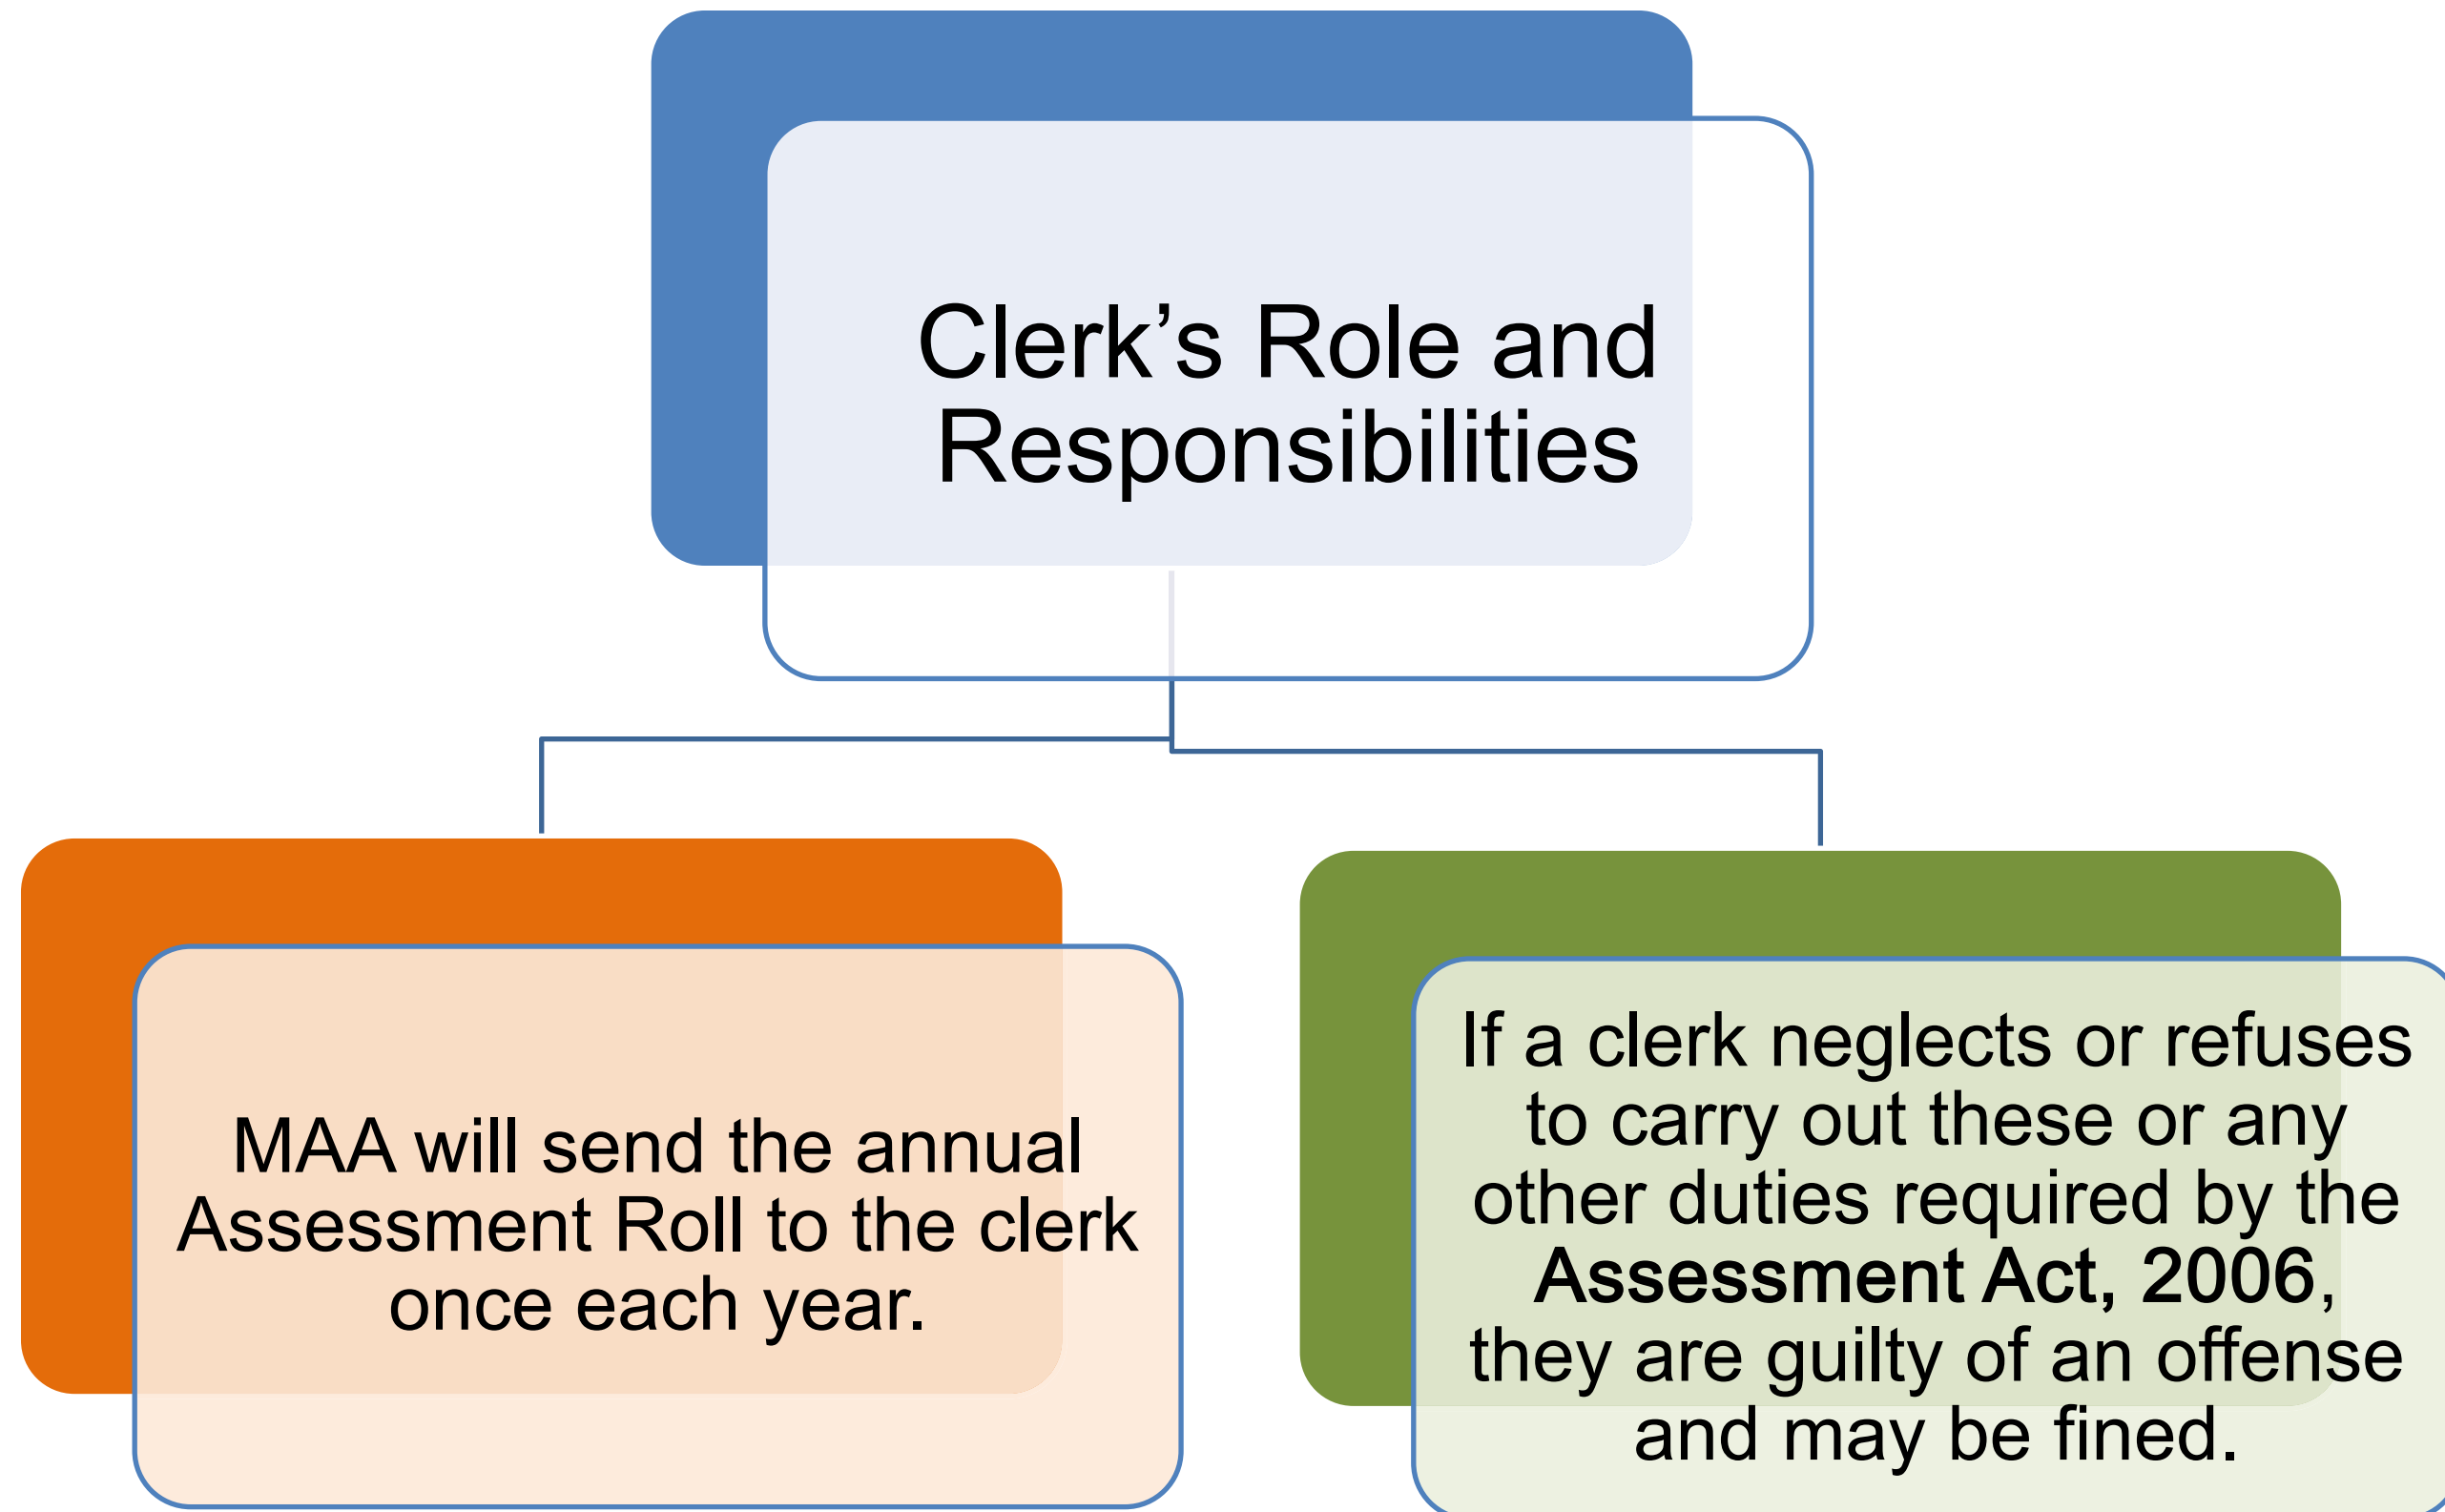 Clerk’s Role and
Responsibilities
MAA will send the annual
Assessment Roll to the clerk
once each year.
If a clerk neglects or refuses
to carry out these or any
other duties required by the
Assessment Act, 2006,
they are guilty of an offense
and may be fined.